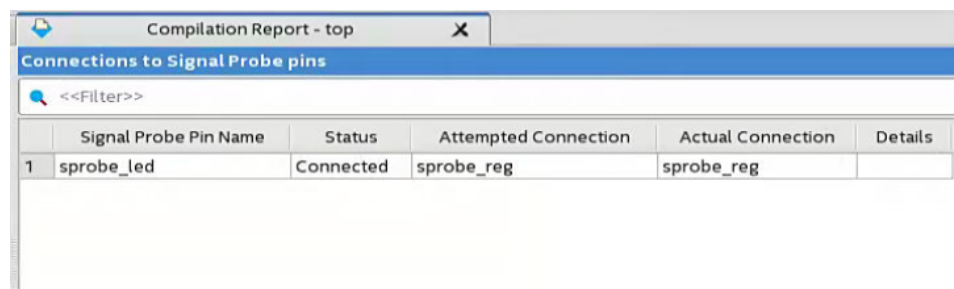 Compilation Report - top
Connections to Signal Probe pins
<<Filter>>
Signal Probe Pin Name Status Attempted Connection Actual Connection Details
1 sprobe_led Connected sprobe_reg sprobe_reg